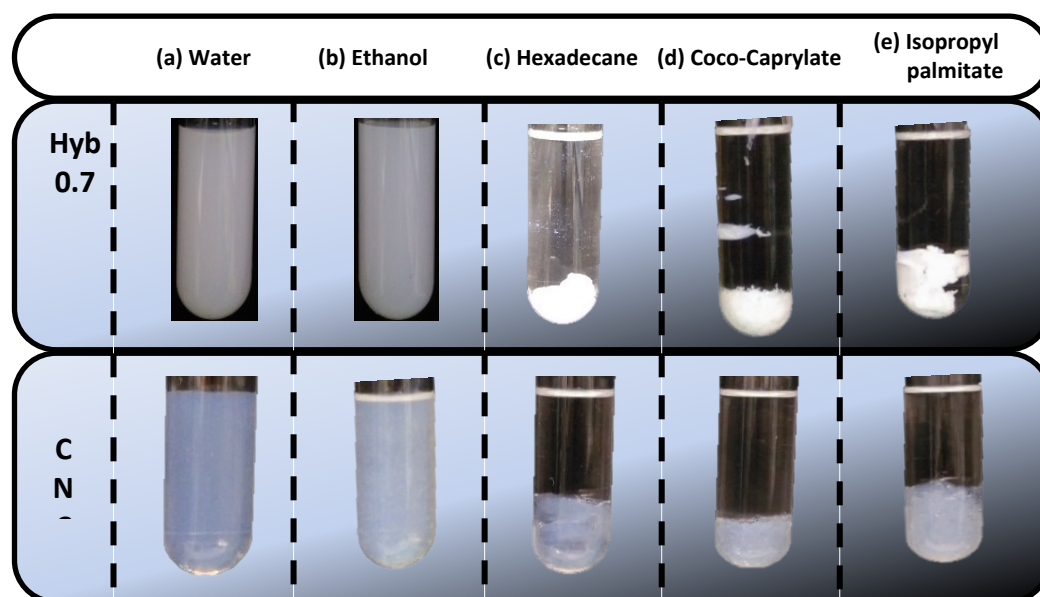 (a) Water
(b) Ethanol
(c) Hexadecane
(d) Coco-Caprylate
(e) Isopropyl
palmitate
Hyb
0.7
C
N